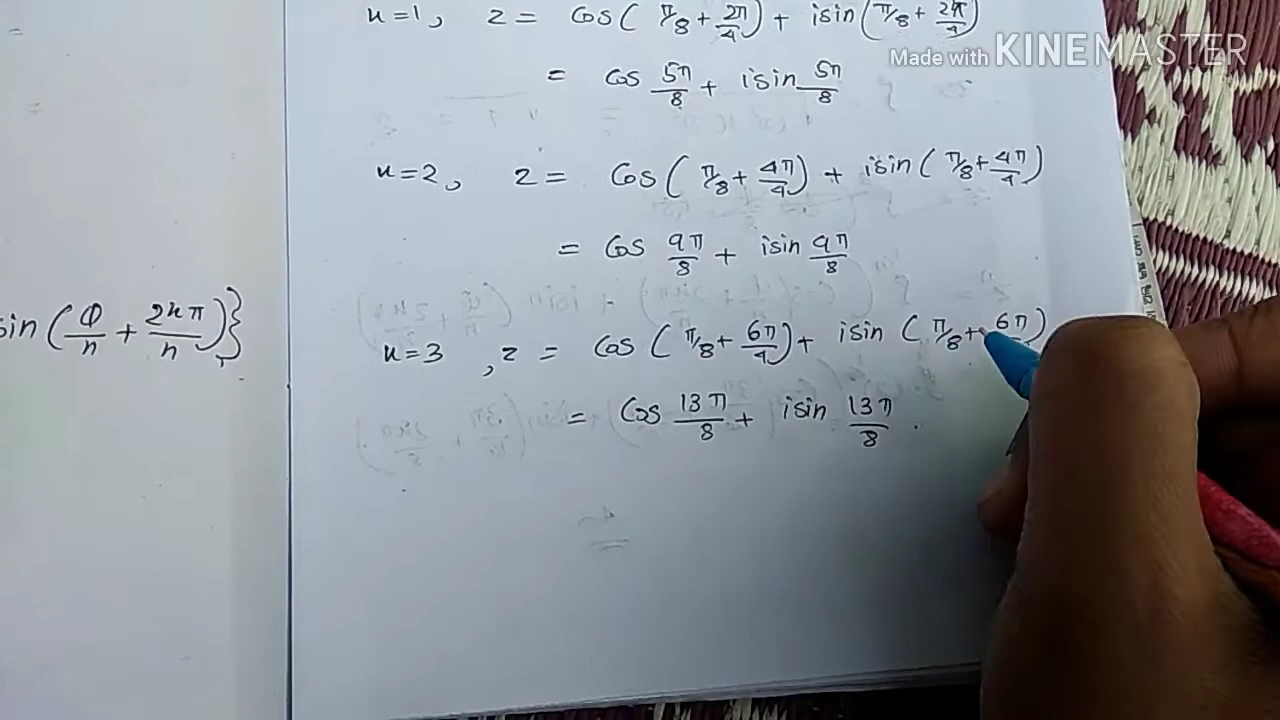 κ=1, z = cos(π/8 + 2π/4) + isin(π/8 + 2π/4)
Made with KINEMASTER
= cos 5π/8 + isin 5π/8
κ=2, z = cos(π/8 + 4π/4) + isin(π/8 + 4π/4)
= cos 9π/8 + isin 9π/8
sin(φ/n + 2κπ/n)}
κ=3, z = cos(π/8 + 6π/4) + isin(π/8 + 6π
= cos 13π/8 + isin 13π/8.